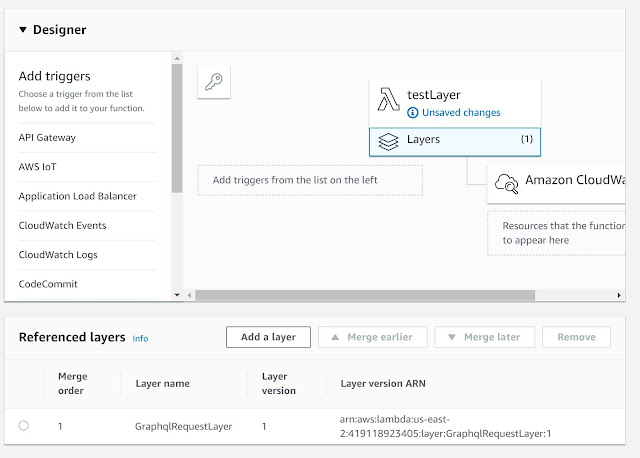 Designer
Add triggers
Choose a trigger from the list
below to add it to your function.
API Gateway
AWS IoT
Application Load Balancer
CloudWatch Events
CloudWatch Logs
CodeCommit
testLayer
Unsaved changes
Layers (1)
Add triggers from the list on the left
Amazon CloudW
Resources that the function
to appear here
Referenced layers Info Add a layer Merge earlier Merge later Remove
Merge
order
Layer name
Layer
version
Layer version ARN
1
GraphqlRequestLayer
1
arn:aws:lambda:us-east-
2:419118923405:layer:GraphqlRequestLayer:1